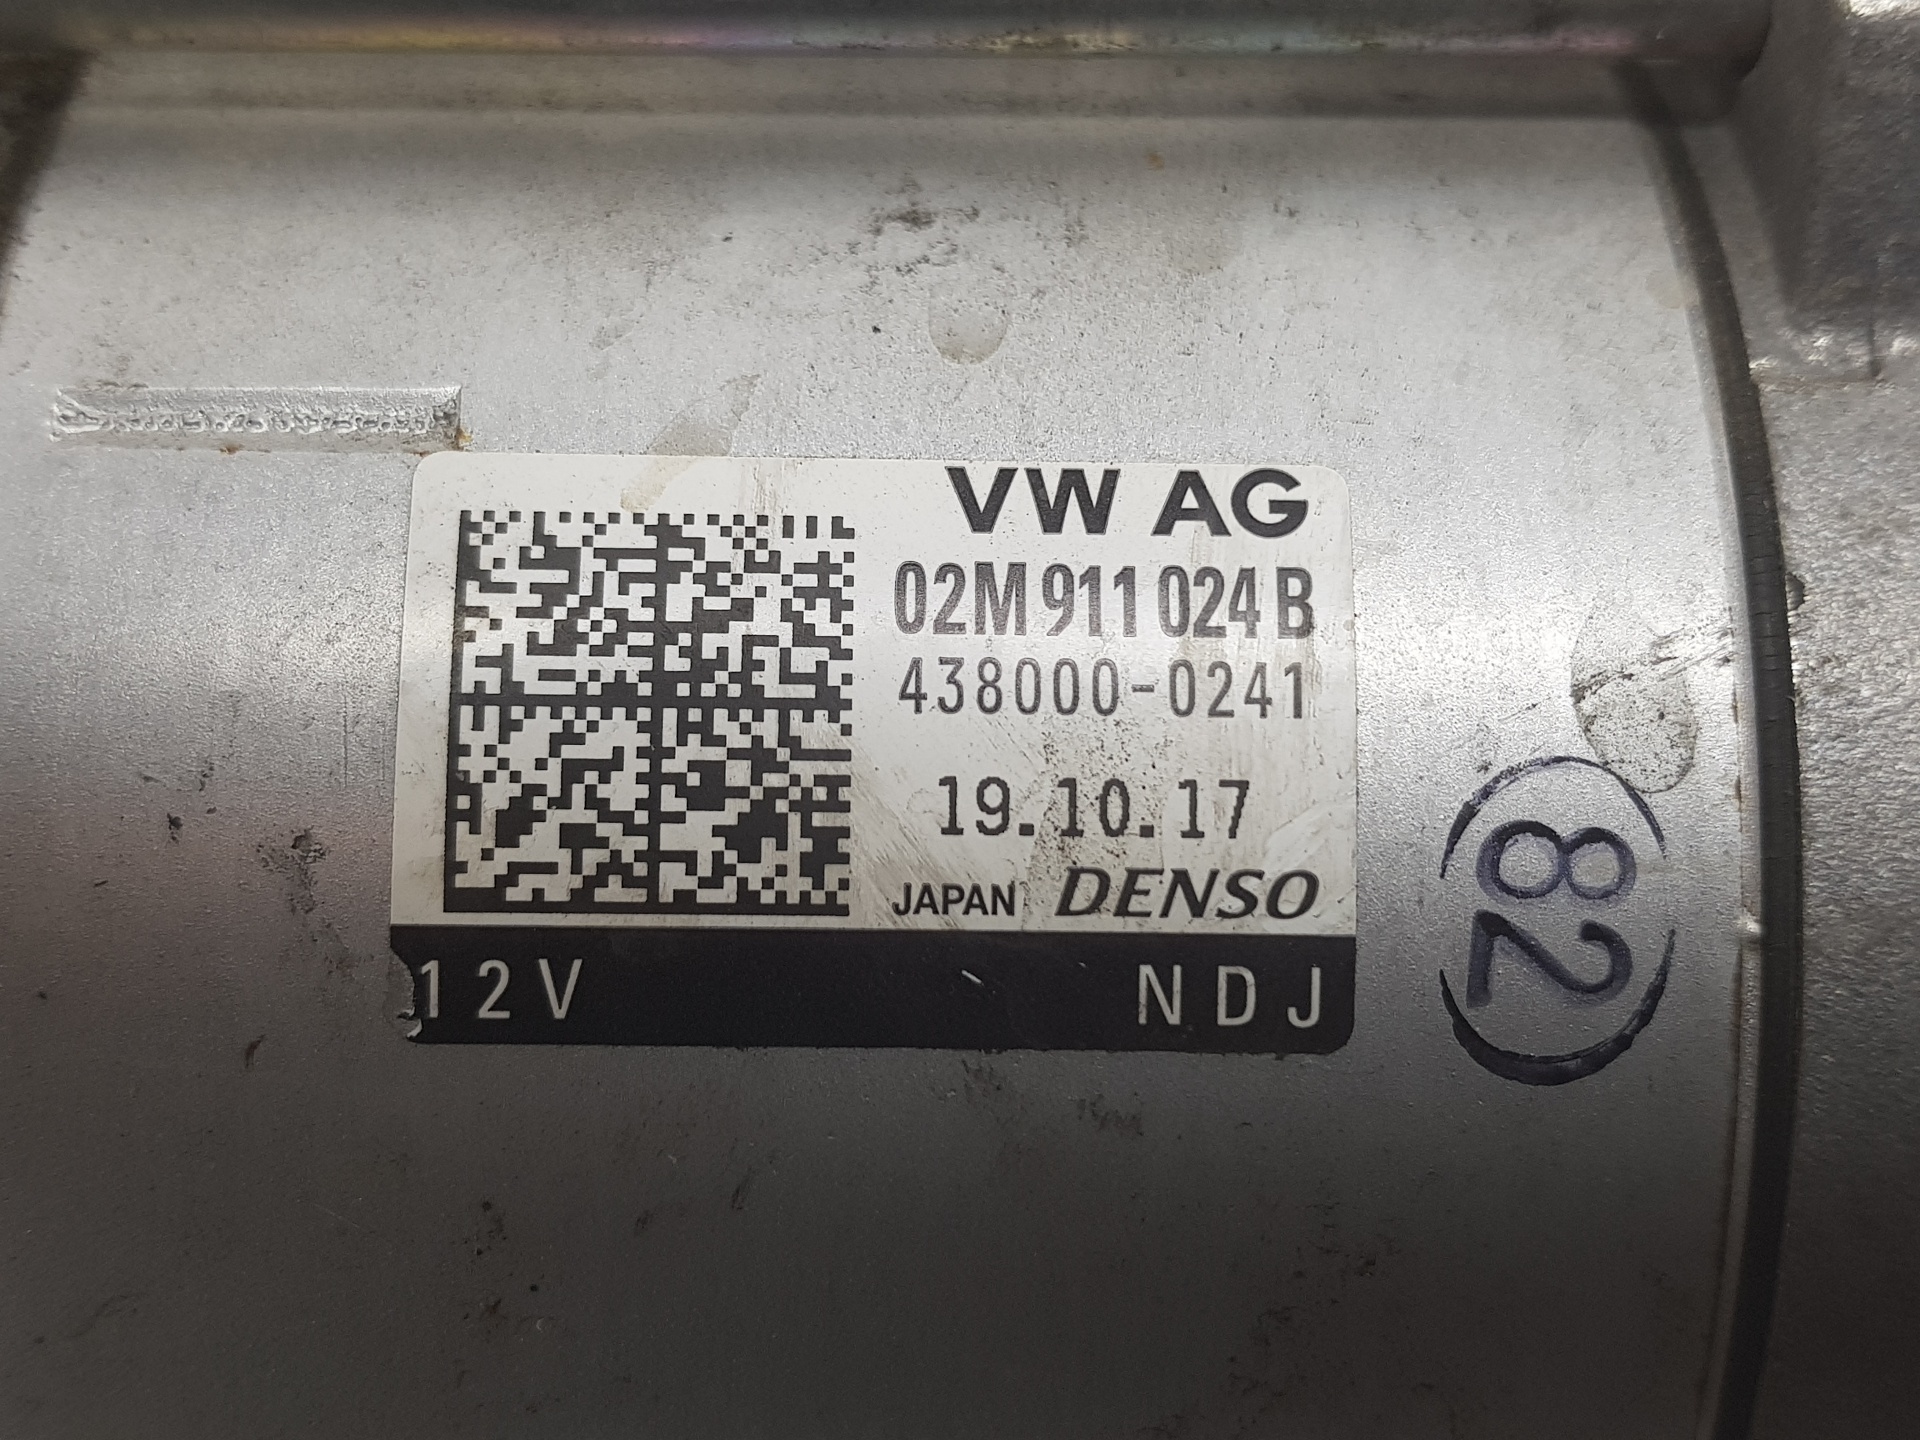 VW AG
02M 911 024 B
438000-0241
19.10.17
JAPAN DENSO
12V NDJ
82